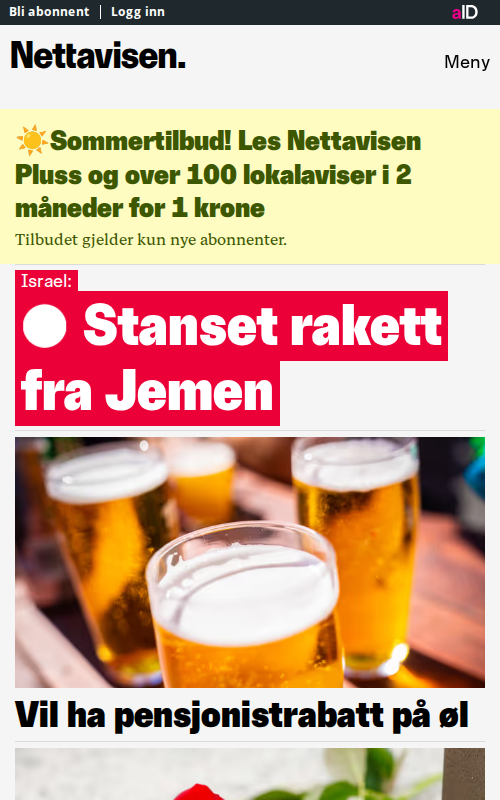 Bli abonnent
Logg inn
aID
Nettavisen.
Meny
☀️Sommertilbud! Les Nettavisen
Pluss og over 100 lokalaviser i 2
måneder for 1 krone
Tilbudet gjelder kun nye abonnenter.
Israel:
Stanset rakett
fra Jemen
Vil ha pensjonistrabatt på øl